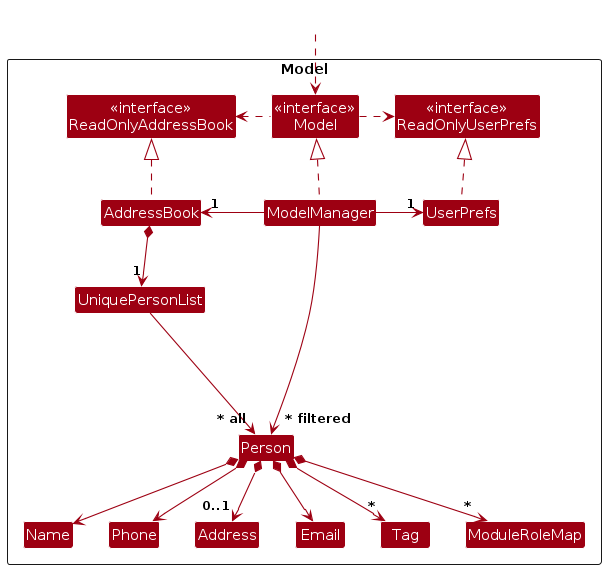 Model
«interface»
ReadOnlyAddressBook
«interface»
Model
«interface»
ReadOnlyUserPrefs
AddressBook
1
ModelManager
1
UserPrefs
1
UniquePersonList
* all
* filtered
Person
0..1
*
*
Name
Phone
Address
Email
Tag
ModuleRoleMap